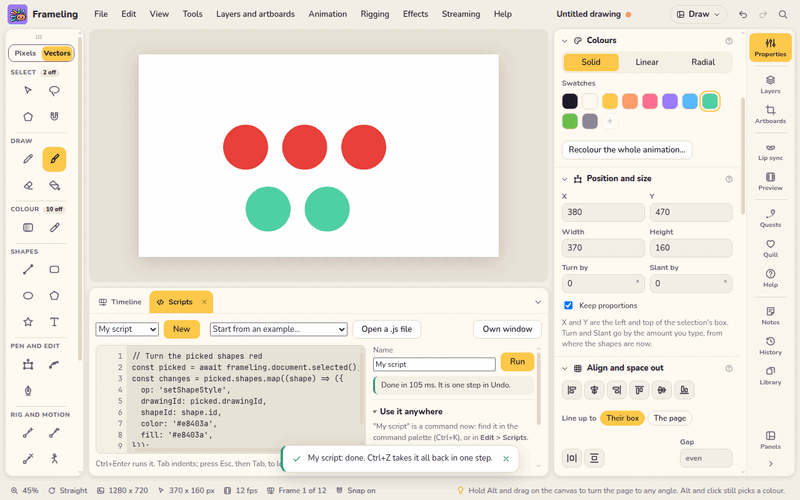 Frameling File Edit View Tools Layers and artboards Animation Rigging Effects Streaming Help Untitled drawing Draw
Pixels Vectors
SELECT 2 off
DRAW
COLOUR 10 off
SHAPES
T
PEN AND EDIT
RIG AND MOTION
Timeline Scripts ×
My script New Start from an example... Open a .js file Own window
1 // Turn the picked shapes red
2 const picked = await frameling.document.selected()
3 const changes = picked.shapes.map((shape) => ({
4 op: 'setShapeStyle',
5 drawingId: picked.drawingId,
6 shapeId: shape.id,
7 color: '#e8403a',
8 fill: '#e8403a',
9 }));
Name
My script Run
Done in 105 ms. It is one step in Undo.
Use it anywhere
"My script" is a command now: find it in
the command palette (Ctrl+K), or in Edit > Scripts.
Ctrl+Enter runs it. Tab indents; press Esc, then Tab, to
My script: done. Ctrl+Z takes it all back in one step. ×
Colours
Solid Linear Radial
Swatches
+
Recolour the whole animation...
Position and size
X Y
380 470
Width Height
370 160
Turn by Slant by
0 ° 0 °
Keep proportions
X and Y are the left and top of the selection's box.
Turn and Slant go by the amount you type, from
where the shapes are now.
Align and space out
Line up to Their box The page
Gap
even
Properties
Layers
Artboards
Lip sync
Preview
Quests
Quill
Help
Notes
History
Library
Panels
45% Straight 1280 x 720 370 x 160 px 12 fps Frame 1 of 12 Snap on Hold Alt and drag on the canvas to turn the page to any angle. Alt and click still picks a colour.